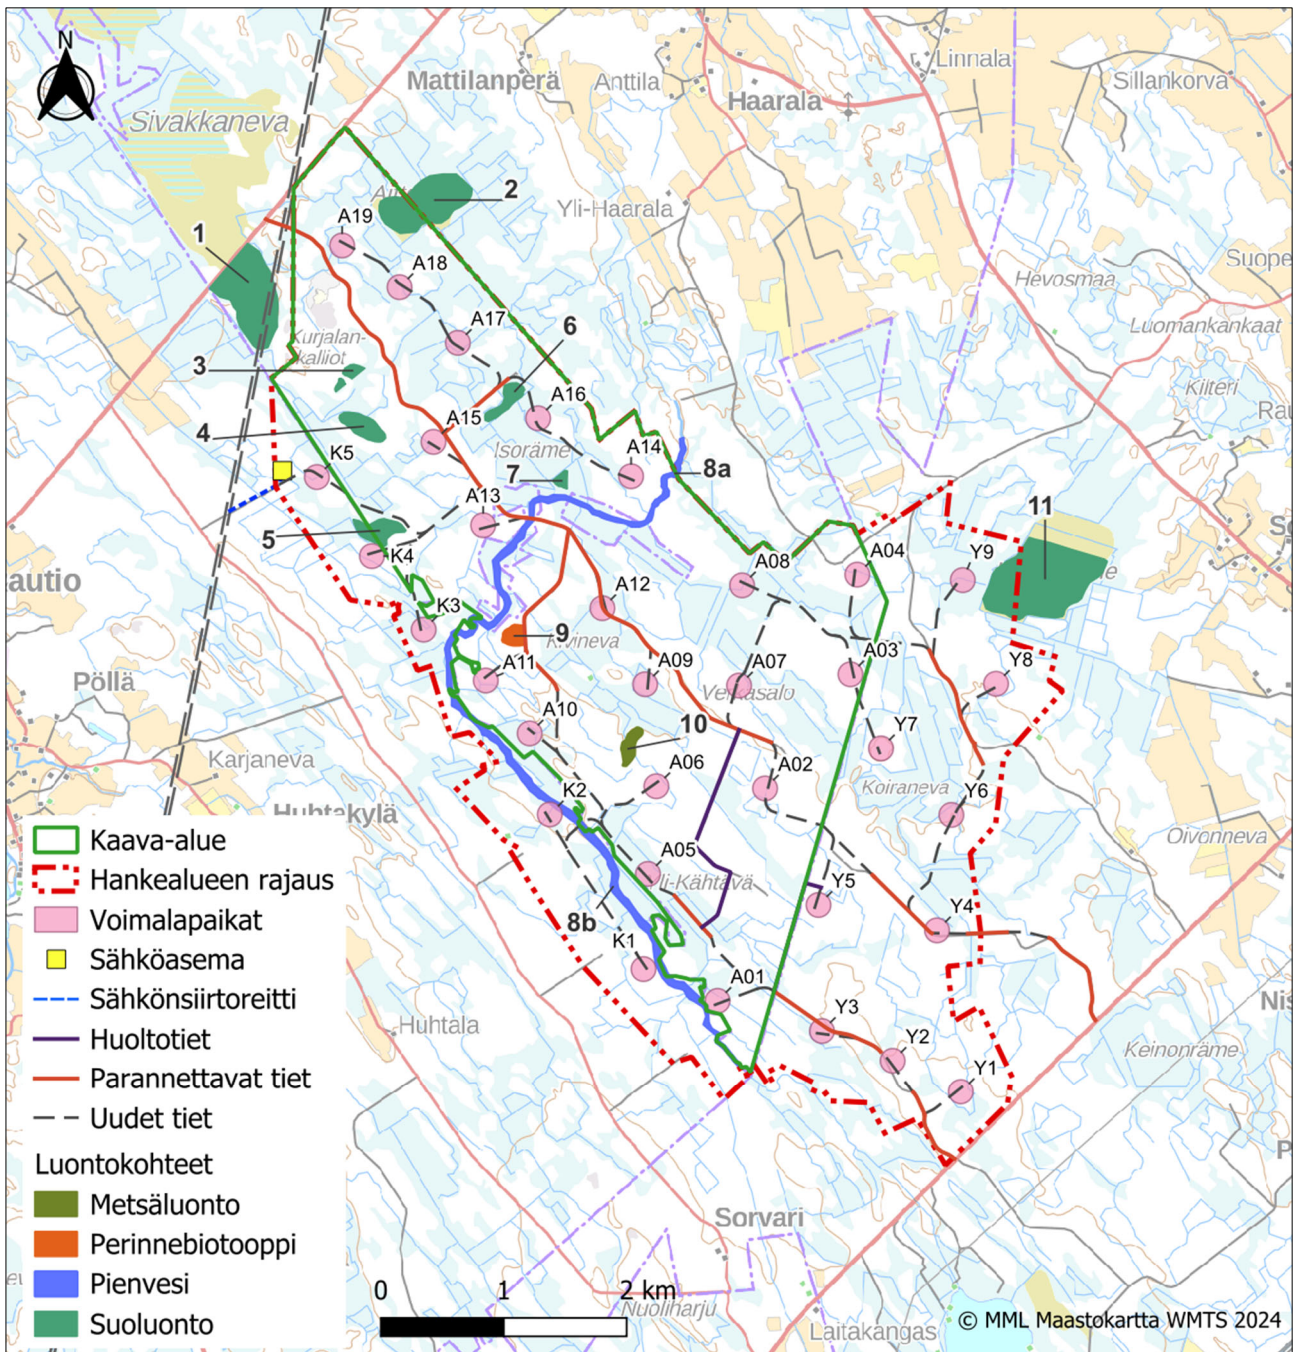 N
Mattilanperä
Anttila
Haarala
Linnala
Sillankorva
Sivakkaneva
Yli-Haarala
Suope
Hevosmaa
Luomankankaat
Kilteri
Rau
1
2
A19
A18
A17
6
Kurjalan-
kalliot
3
4
A16
A15
Isoräme
A14
K5
7
8a
A13
5
K4
K3
A12
9
Kivineva
A11
A08
A04
Y9
11
A03
A07
A09
Y8
autio
Pöllä
Karjaneva
Huhtakylä
A10
10
A06
A02
Y7
Koiraneva
Y6
Oivonneva
K2
A05
li-Kähtävä
Y5
Y4
8b
K1
A01
Y3
Y2
Y1
Nis
Keinonräme
Huhtala
Sorvari
Nuoliharju
Laitakangas
Kaava-alue
Hankealueen rajaus
Voimalapaikat
Sähköasema
Sähkönsiirtoreitti
Huoltotiet
Parannettavat tiet
Uudet tiet
Luontokohteet
Metsäluonto
Perinnebiotooppi
Pienvesi
Suoluonto
0 1 2 km
© MML Maastokartta WMTS 2024